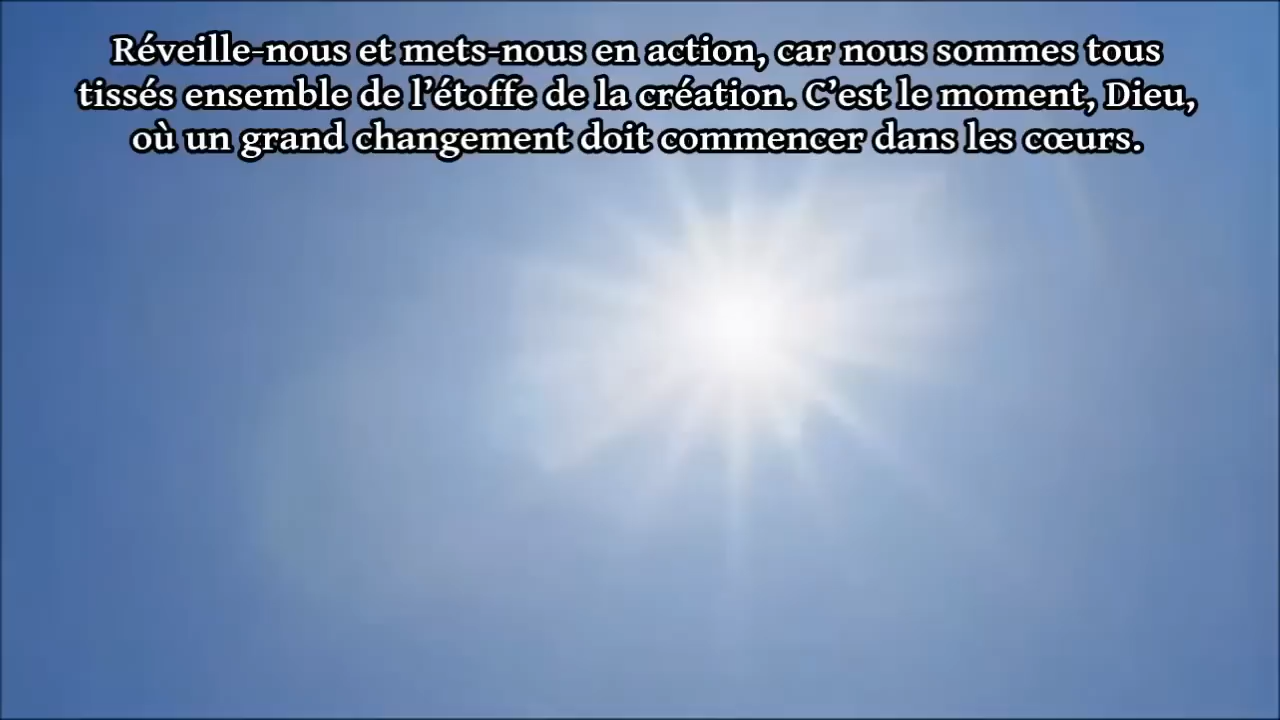 Réveille-nous et mets-nous en action, car nous sommes tous
tissés ensemble de l’étoffe de la création. C’est le moment, Dieu,
où un grand changement doit commencer dans les cœurs.